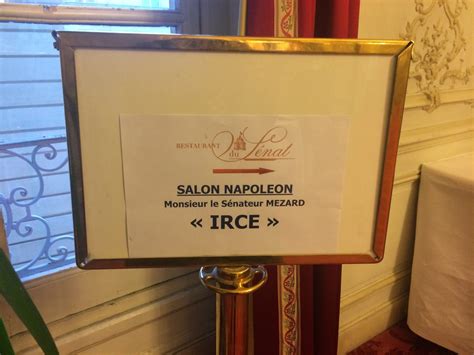 RESTAURANT du Sénat
SALON NAPOLEON
Monsieur le Sénateur MEZARD
« IRCE »